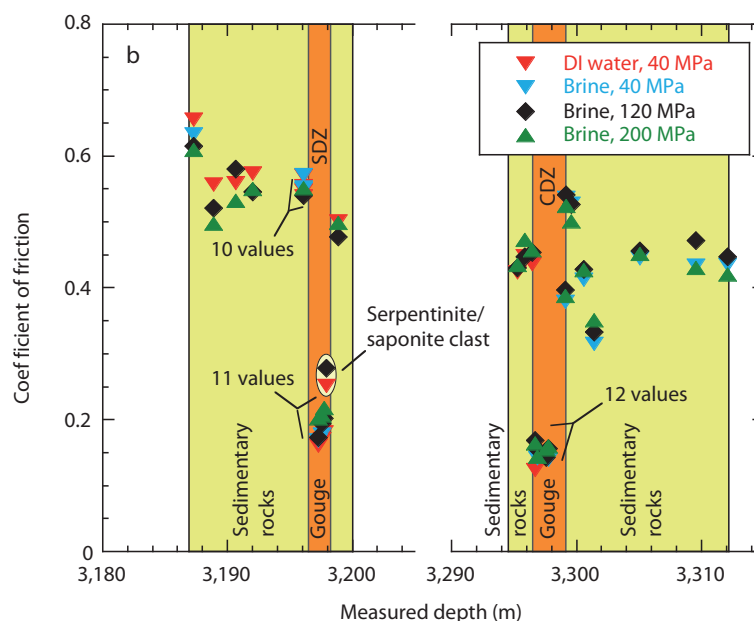 0.8
b
DI water, 40 MPa
Brine, 40 MPa
Brine, 120 MPa
Brine, 200 MPa
SDZ
CDZ
0.6
10 values
Coef ficient of friction
0.4
Serpentinite/
saponite clast
11 values
12 values
0.2
Sedimentary
rocks
Gouge
Sedimentary
rocks
Gouge
Sedimentary
rocks
0
3,180
3,190
3,200
3,290
3,300
3,310
Measured depth (m)